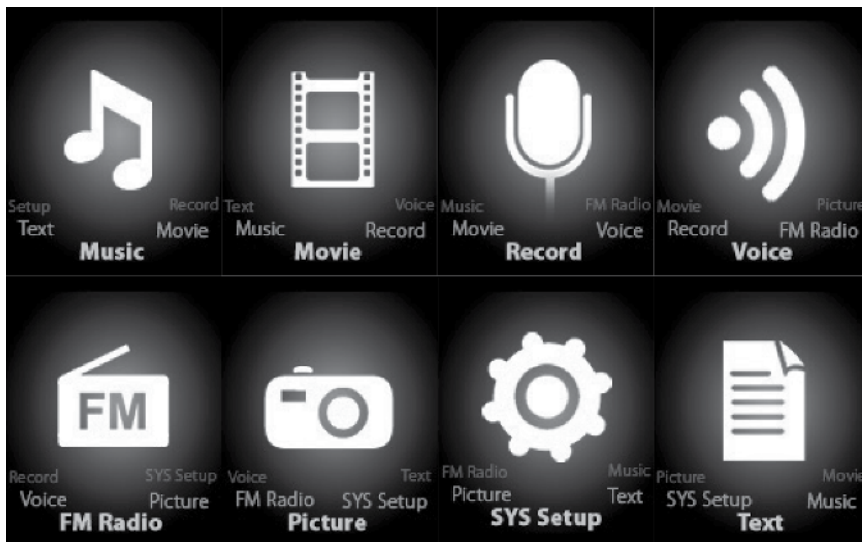 Setup Record
Text Movie
Music
Text Voice
Music Record
Movie
Music FM Radio
Movie Voice
Record
Movie Picture
Record FM Radio
Voice
FM
Record SYS Setup
Voice Picture
FM Radio
Voice Text
FM Radio SYS Setup
Picture
FM Radio Music
Picture Text
SYS Setup
Picture Movie
SYS Setup Music
Text